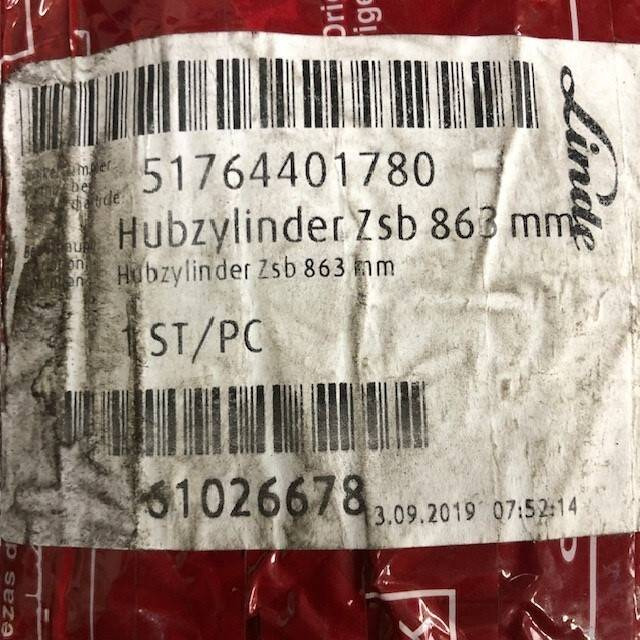 Linde
51764401780
Hubzylinder Zsb 863 mm
Hubzylinder Zsb 863 mm
1 ST/PC
61026678
3.09.2019 07:52:14
ezas d